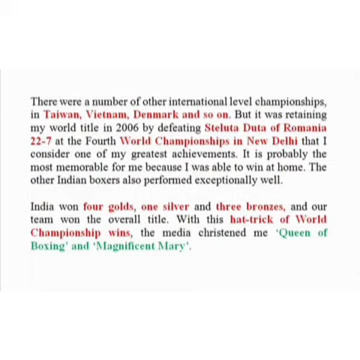 There were a number of other international level championships,
in Taiwan, Vietnam, Denmark and so on. But it was retaining
my world title in 2006 by defeating Steluta Duta of Romania
22-7 at the Fourth World Championships in New Delhi that I
consider one of my greatest achievements. It is probably the
most memorable for me because I was able to win at home. The
other Indian boxers also performed exceptionally well.
India won four golds, one silver and three bronzes, and our
team won the overall title. With this hat-trick of World
Championship wins, the media christened me ‘Queen of
Boxing’ and ‘Magnificent Mary’.